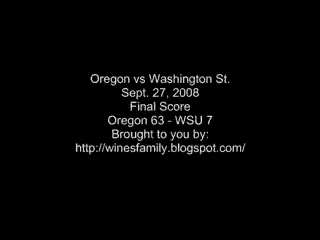 Oregon vs Washington St.
Sept. 27, 2008
Final Score
Oregon 63 - WSU 7
Brought to you by:
http://winesfamily.blogspot.com/